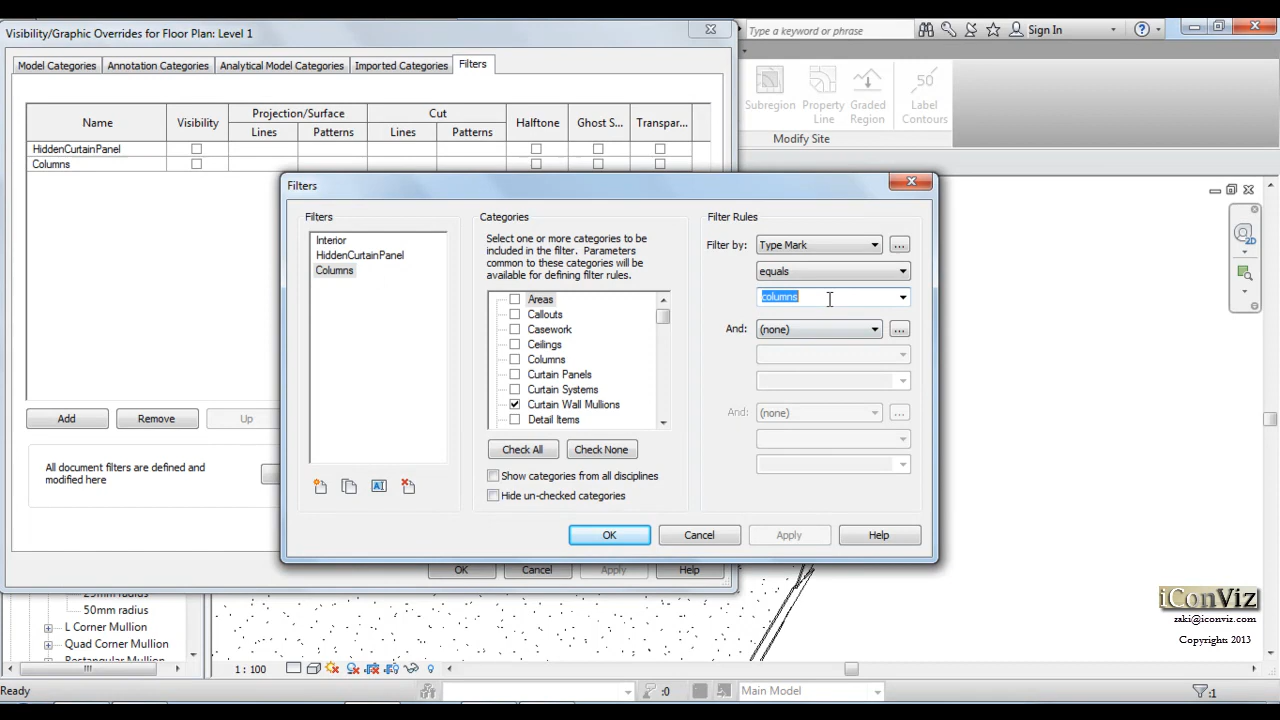 Type a keyword or phrase
Sign In
Visibility/Graphic Overrides for Floor Plan: Level 1
Model Categories
Annotation Categories
Analytical Model Categories
Imported Categories
Filters
Subregion
Property Line
Graded Region
50
Label Contours
Modify Site
Name
Visibility
Projection/Surface
Cut
Halftone
Ghost S...
Transpar...
Lines
Patterns
Lines
Patterns
HiddenCurtainPanel
Columns
Add
Remove
Up
All document filters are defined and
modified here
OK
Cancel
Apply
Help
Filters
Filters
Interior
HiddenCurtainPanel
Columns
Categories
Select one or more categories to be
included in the filter. Parameters
common to these categories will be
available for defining filter rules.
Areas
Callouts
Casework
Ceilings
Columns
Curtain Panels
Curtain Systems
Curtain Wall Mullions
Detail Items
Check All
Check None
Show categories from all disciplines
Hide un-checked categories
Filter Rules
Filter by:
Type Mark
...
equals
columns
And:
(none)
...
And:
(none)
...
OK
Cancel
Apply
Help
2D
50mm radius
L Corner Mullion
Quad Corner Mullion
iConViz
zaki@iconviz.com
Copyrights 2013
1 : 100
Ready
:0
Main Model
:1